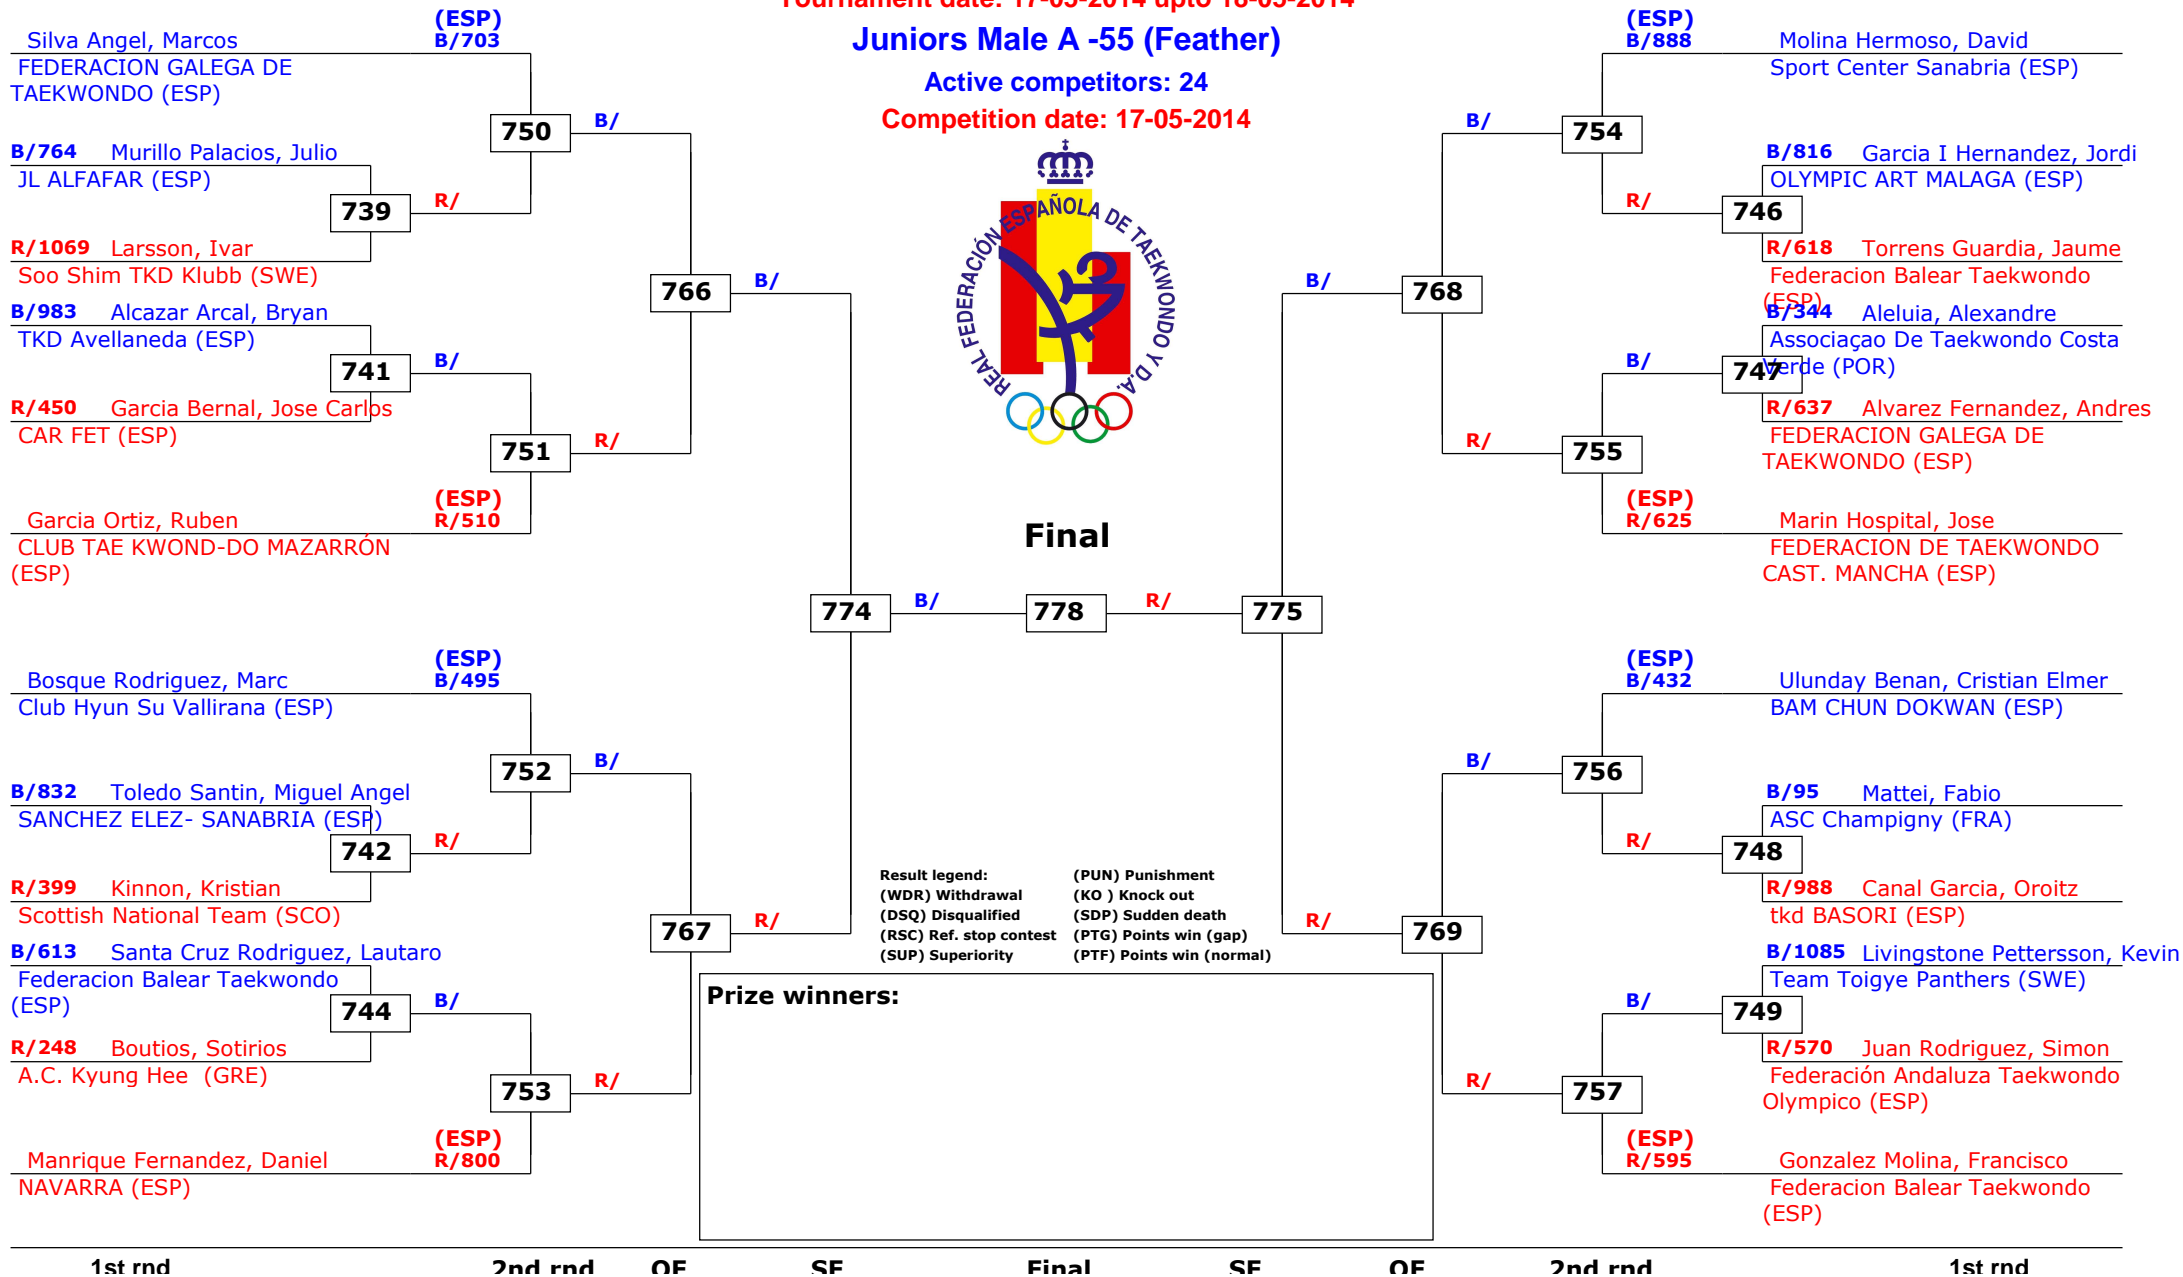 Tournament date: 17-05-2014 upto 18-05-2014
Juniors Male A -55 (Feather)
Active competitors: 24
Competition date: 17-05-2014
REAL FEDERACIÓN ESPAÑOLA DE TAEKWONDO Y D.A.
(ESP)
Silva Angel, Marcos B/703
FEDERACION GALEGA DE
TAEKWONDO (ESP)
750 B/
B/764 Murillo Palacios, Julio
JL ALFAFAR (ESP)
739 R/
R/1069 Larsson, Ivar
Soo Shim TKD Klubb (SWE)
766 B/
B/983 Alcazar Arcal, Bryan
TKD Avellaneda (ESP)
741 B/
R/450 Garcia Bernal, Jose Carlos
CAR FET (ESP)
751 R/
(ESP)
Garcia Ortiz, Ruben R/510
CLUB TAE KWOND-DO MAZARRÓN
(ESP)
774 B/
(ESP)
Bosque Rodriguez, Marc B/495
Club Hyun Su Vallirana (ESP)
752 B/
B/832 Toledo Santin, Miguel Angel
SANCHEZ ELEZ- SANABRIA (ESP)
742 R/
R/399 Kinnon, Kristian
Scottish National Team (SCO)
767 R/
B/613 Santa Cruz Rodriguez, Lautaro
Federacion Balear Taekwondo
(ESP)
744 B/
R/248 Boutios, Sotirios
A.C. Kyung Hee (GRE)
753 R/
(ESP)
Manrique Fernandez, Daniel R/800
NAVARRA (ESP)
Final
778
Result legend: (PUN) Punishment
(WDR) Withdrawal (KO ) Knock out
(DSQ) Disqualified (SDP) Sudden death
(RSC) Ref. stop contest (PTG) Points win (gap)
(SUP) Superiority (PTF) Points win (normal)
Prize winners:
(ESP)
B/888 Molina Hermoso, David
Sport Center Sanabria (ESP)
B/ 754
B/816 Garcia I Hernandez, Jordi
OLYMPIC ART MALAGA (ESP)
R/ 746
R/618 Torrens Guardia, Jaume
Federacion Balear Taekwondo
(ESP)
B/ 768
B/344 Aleluia, Alexandre
Associaçao De Taekwondo Costa
Verde (POR)
B/ 747
R/637 Alvarez Fernandez, Andres
FEDERACION GALEGA DE
TAEKWONDO (ESP)
R/ 755
(ESP)
R/625 Marin Hospital, Jose
FEDERACION DE TAEKWONDO
CAST. MANCHA (ESP)
R/ 775
(ESP)
B/432 Ulunday Benan, Cristian Elmer
BAM CHUN DOKWAN (ESP)
B/ 756
B/95 Mattei, Fabio
ASC Champigny (FRA)
R/ 748
R/988 Canal Garcia, Oroitz
tkd BASORI (ESP)
R/ 769
B/1085 Livingstone Pettersson, Kevin
Team Toigye Panthers (SWE)
B/ 749
R/570 Juan Rodriguez, Simon
Federación Andaluza Taekwondo
Olympico (ESP)
R/ 757
(ESP)
R/595 Gonzalez Molina, Francisco
Federacion Balear Taekwondo
(ESP)
1st rnd 2nd rnd QF SF Final SF QF 2nd rnd 1st rnd